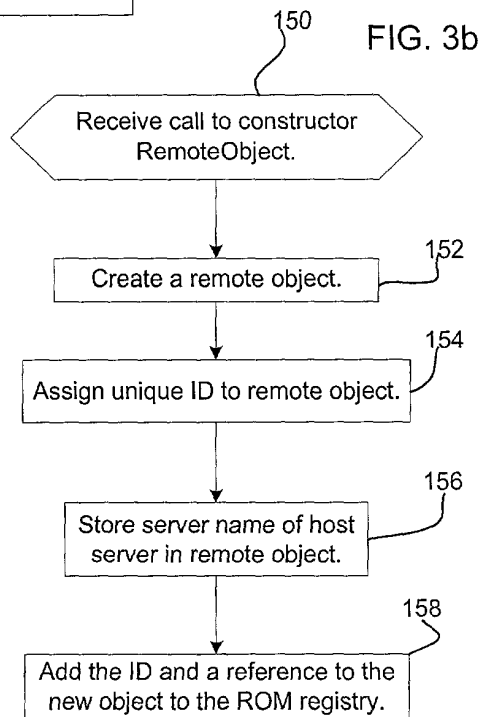 150
FIG. 3b
Receive call to constructor
RemoteObject.
152
Create a remote object.
154
Assign unique ID to remote object.
156
Store server name of host
server in remote object.
158
Add the ID and a reference to the
new object to the ROM registry.